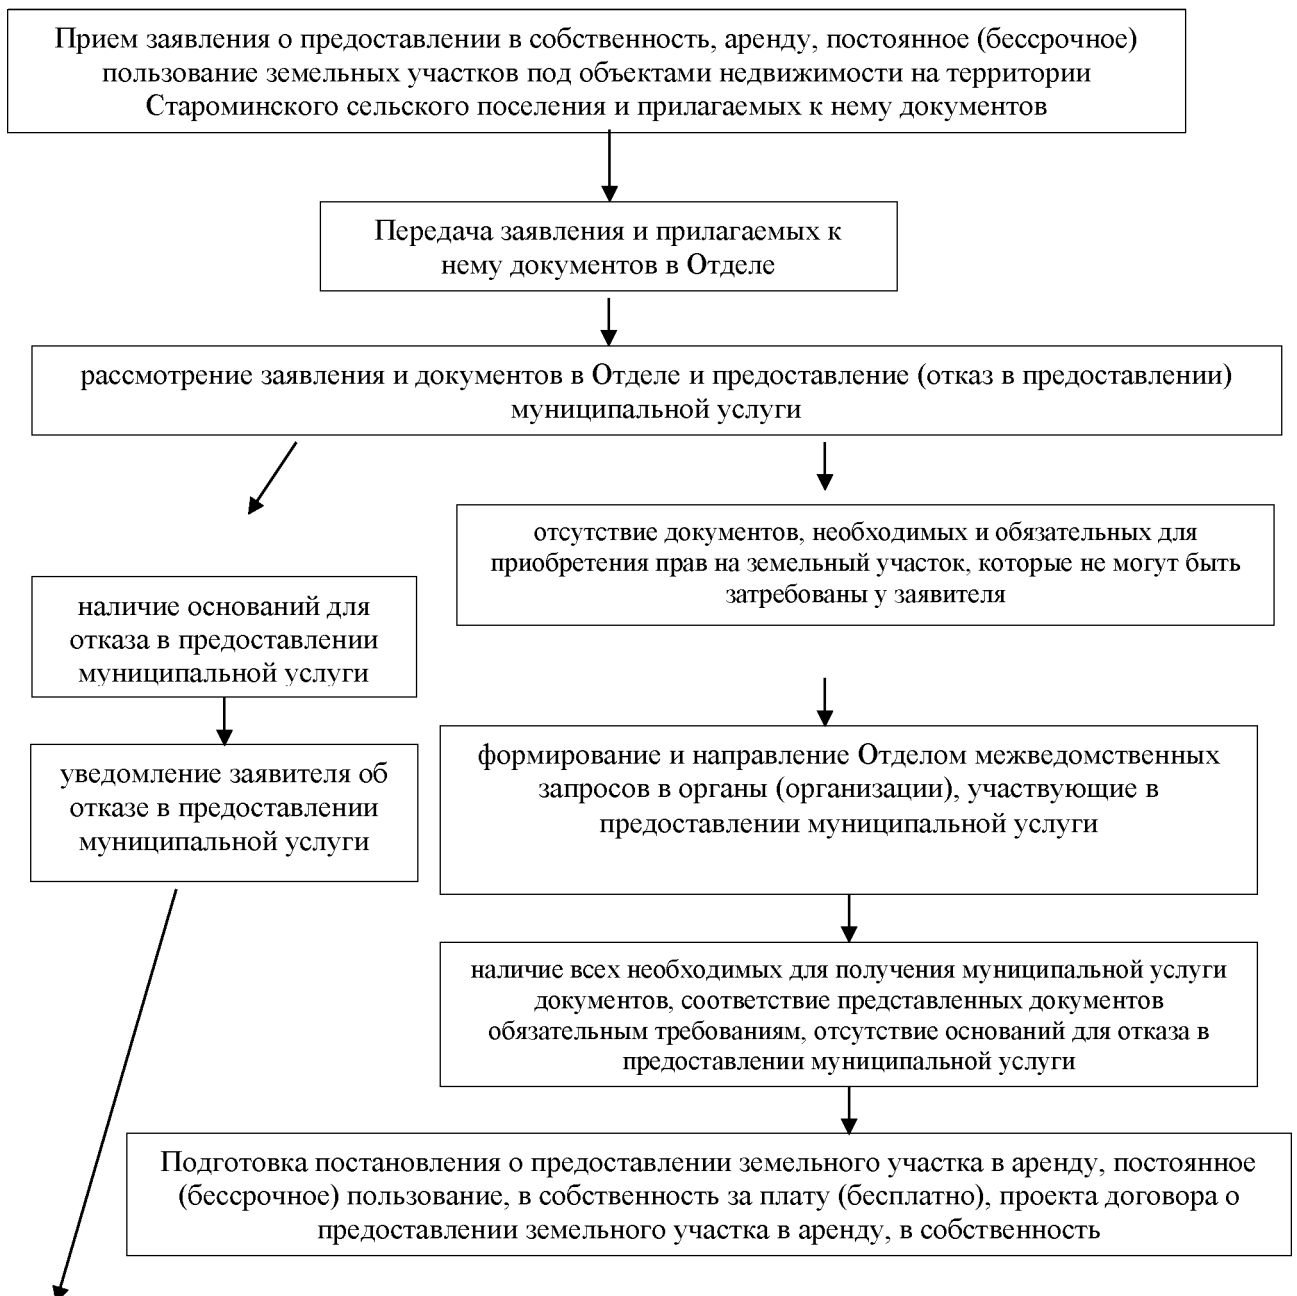 Прием заявления о предоставлении в собственность, аренду, постоянное (бессрочное)
пользование земельных участков под объектами недвижимости на территории
Староминского сельского поселения и прилагаемых к нему документов
Передача заявления и прилагаемых к
нему документов в Отделе
рассмотрение заявления и документов в Отделе и предоставление (отказ в предоставлении)
муниципальной услуги
отсутствие документов, необходимых и обязательных для
приобретения прав на земельный участок, которые не могут быть
затребованы у заявителя
наличие оснований для
отказа в предоставлении
муниципальной услуги
уведомление заявителя об
отказе в предоставлении
муниципальной услуги
формирование и направление Отделом межведомственных
запросов в органы (организации), участвующие в
предоставлении муниципальной услуги
наличие всех необходимых для получения муниципальной услуги
документов, соответствие представленных документов
обязательным требованиям, отсутствие оснований для отказа в
предоставлении муниципальной услуги
Подготовка постановления о предоставлении земельного участка в аренду, постоянное
(бессрочное) пользование, в собственность за плату (бесплатно), проекта договора о
предоставлении земельного участка в аренду, в собственность